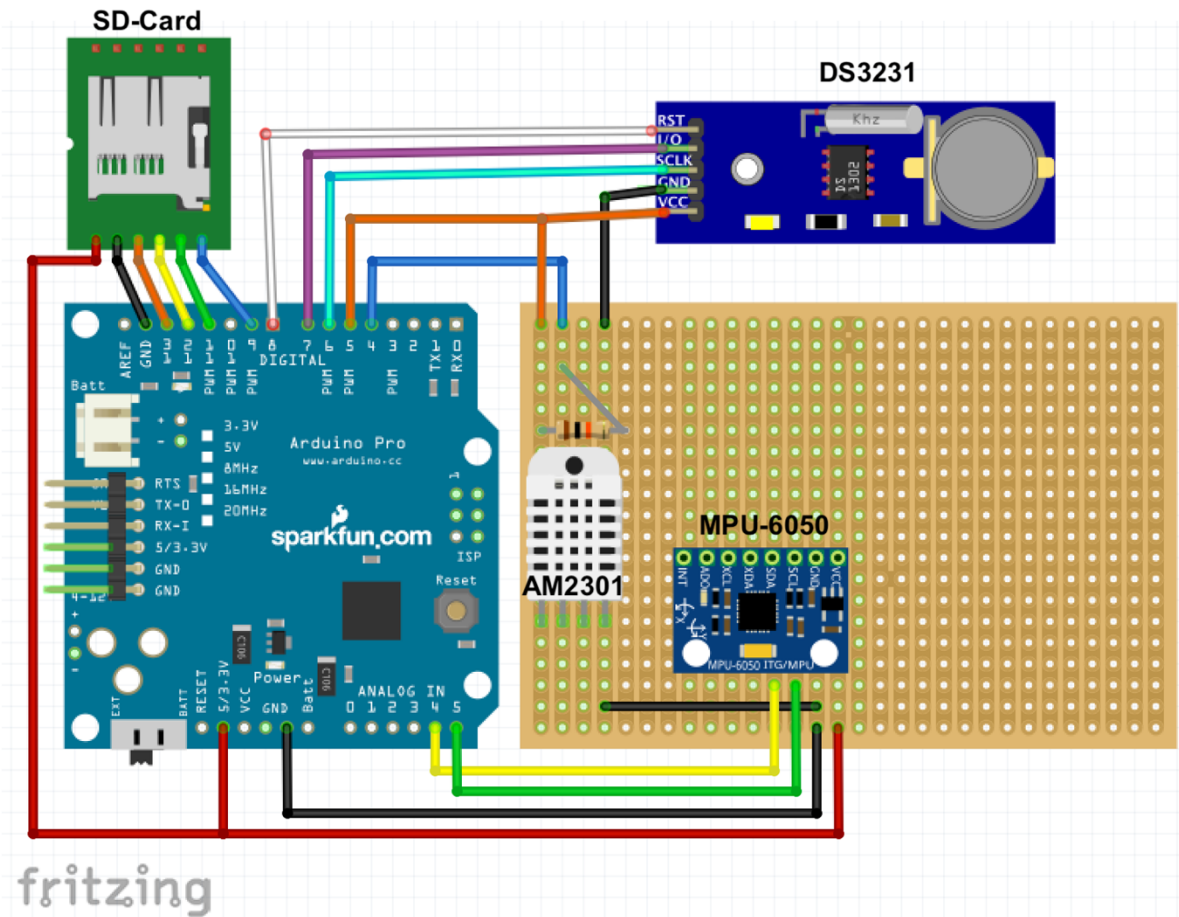 SD-Card
DS3231
RST
I/O
SCLK
GND
VCC
Khz
AREF
GND
13
12
11 PWM
10 PWM
9 PWM
8
7
6 PWM
5 PWM
4
3 PWM
2
TX 1
RX 0
DIGITAL
Batt
+
-
3.3V
5V
8MHz
16MHz
20MHz
Arduino Pro
www.arduino.cc
sparkfun.com
1
ISP
RTS
TX-O
RX-I
5/3.3V
GND
GND
Reset
+
-
C106
Power
C106
EXT
BATT
RESET
5/3.3V
VCC
GND
Batt
ANALOG IN
0 1 2 3 4 5
AM2301
MPU-6050
INT
ADO
XCL
XDA
SDA
SCL
GND
VCC
X
Y
MPU-6050 ITG/MPU
fritzing